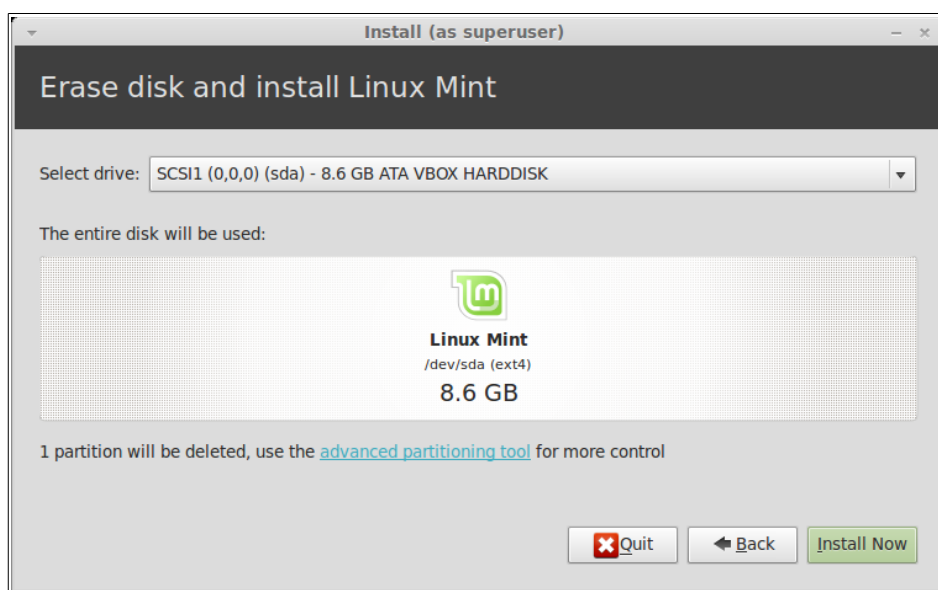 Install (as superuser)
Erase disk and install Linux Mint
Select drive: SCSI1 (0,0,0) (sda) - 8.6 GB ATA VBOX HARDDISK
The entire disk will be used:
Linux Mint
/dev/sda (ext4)
8.6 GB
1 partition will be deleted, use the advanced partitioning tool for more control
Quit Back Install Now